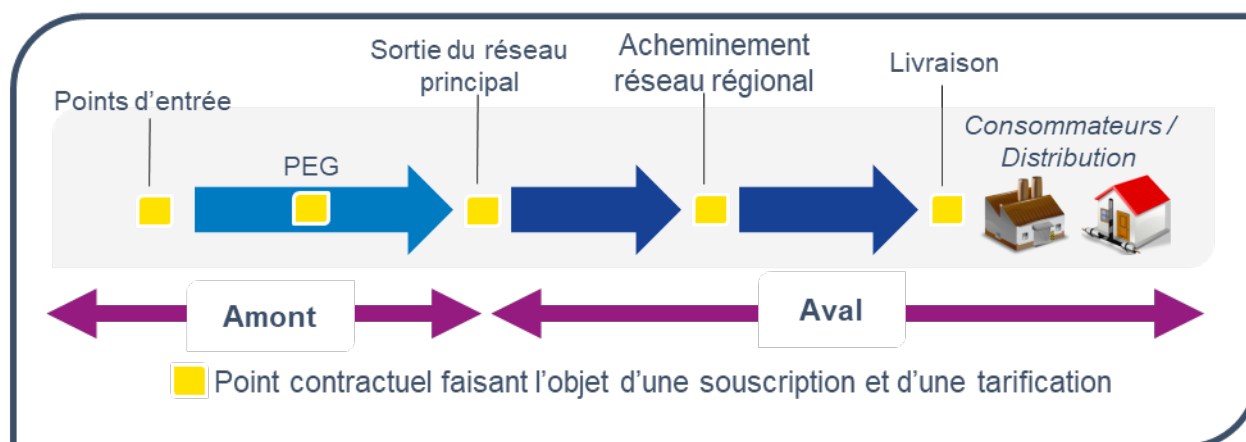 Points d’entrée
PEG
Sortie du réseau
principal
Acheminement
réseau régional
Livraison
Consommateurs /
Distribution
Amont
Aval
Point contractuel faisant l’objet d’une souscription et d’une tarification